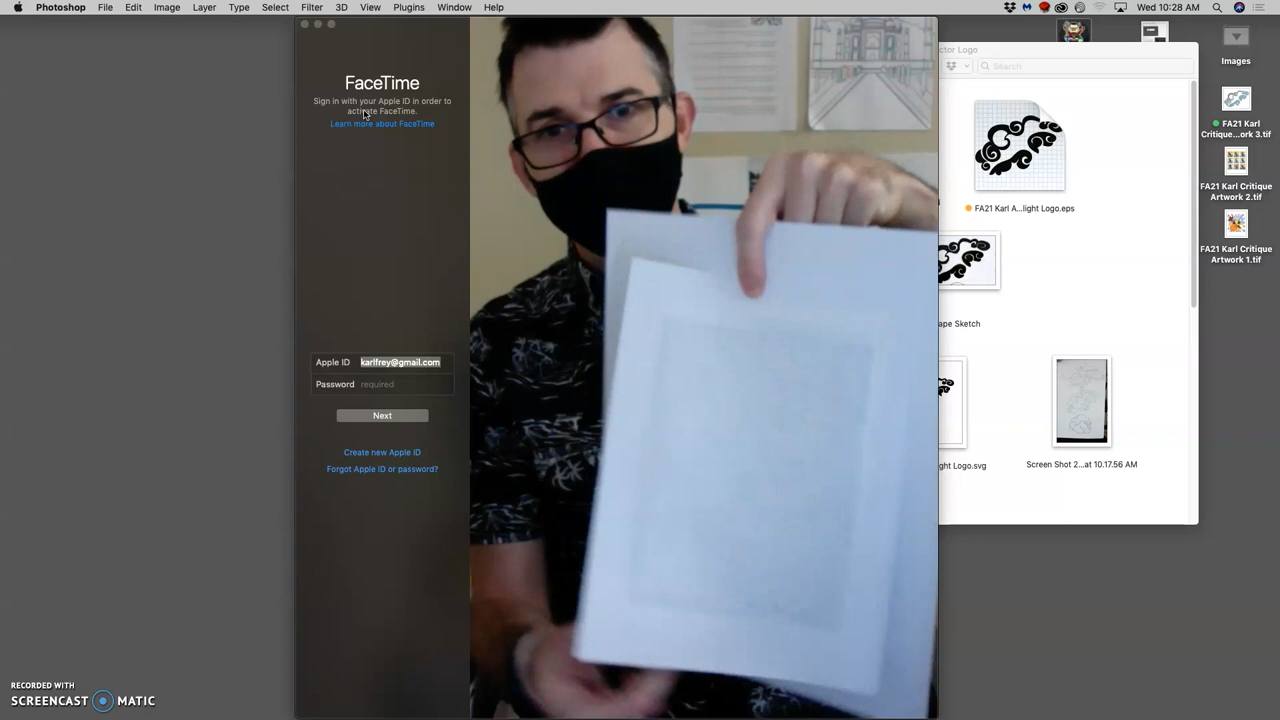 Photoshop File Edit Image Layer Type Select Filter 3D View Plugins Window Help
Wed 10:28 AM
FaceTime
Sign in with your Apple ID in order to
activate FaceTime.
Learn more about FaceTime
Apple ID karlfrey@gmail.com
Password required
Next
Create new Apple ID
Forgot Apple ID or password?
ctor Logo
Search
FA21 Karl A...light Logo.eps
ape Sketch
ght Logo.svg
Screen Shot 2...at 10.17.56 AM
Images
FA21 Karl
Critique...ork 3.tif
FA21 Karl Critique
Artwork 2.tif
FA21 Karl Critique
Artwork 1.tif
RECORDED WITH
SCREENCAST MATIC